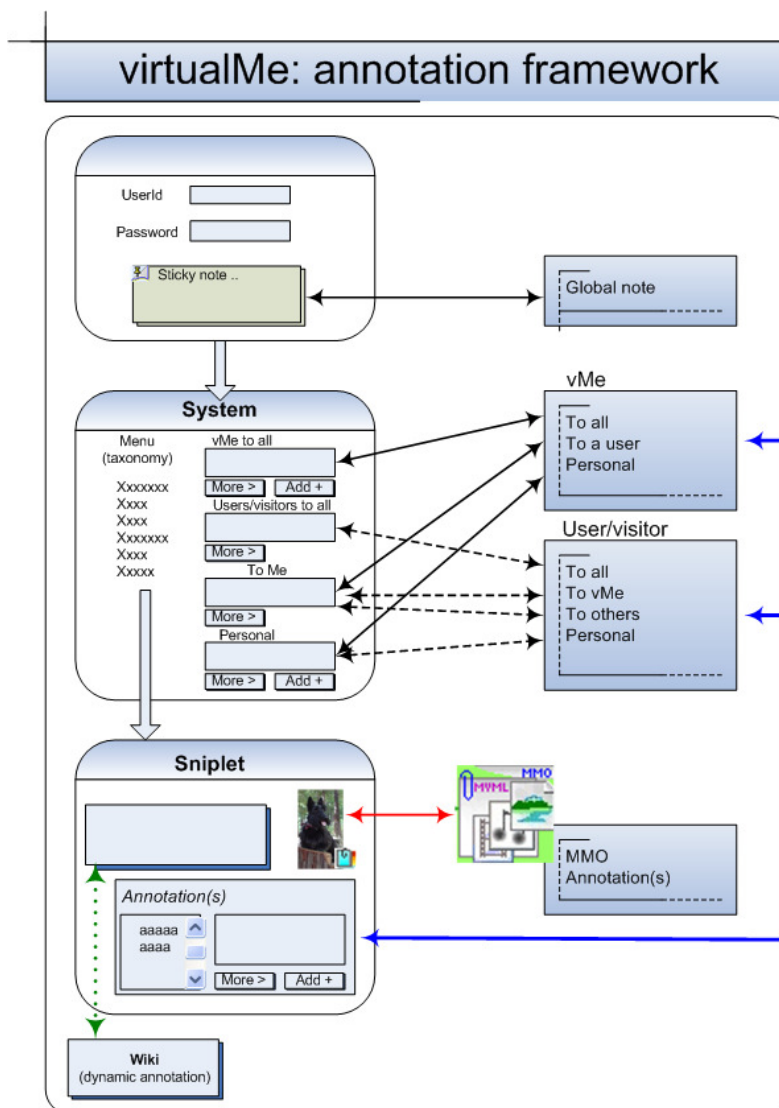 virtualMe: annotation framework
UserId
Password
Sticky note ..
Global note
System
Menu
(taxonomy)
Xxxxxxx
Xxxx
Xxxx
Xxxxxxx
Xxxx
Xxxxx
vMe to all
More > Add +
Users/visitors to all
More >
To Me
More >
Personal
More > Add +
vMe
To all
To a user
Personal
User/visitor
To all
To vMe
To others
Personal
Sniplet
MMO
MVML
MMO
Annotation(s)
Annotation(s)
aaaaa
aaaa
More > Add +
Wiki
(dynamic annotation)